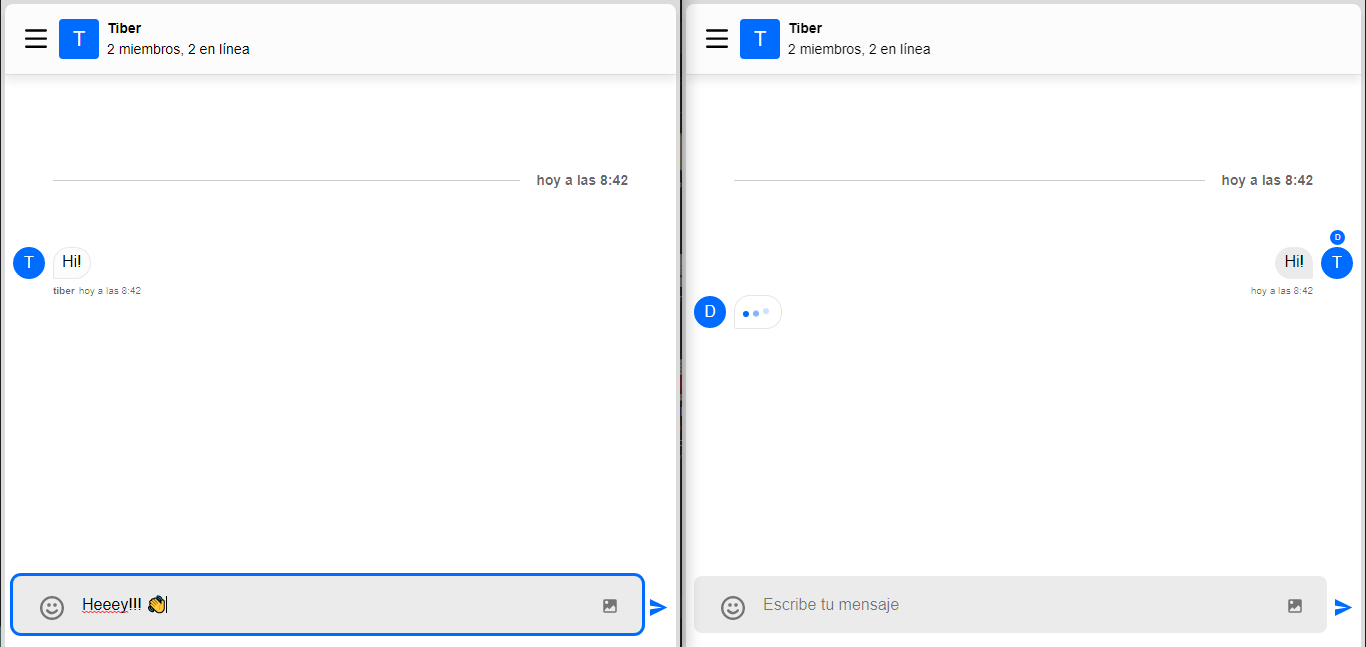 T
Tiber
2 miembros, 2 en línea
hoy a las 8:42
T
Hi!
tiber hoy a las 8:42
Heeey!!! 👏
T
Tiber
2 miembros, 2 en línea
hoy a las 8:42
D
Hi!
T
hoy a las 8:42
D
Escribe tu mensaje